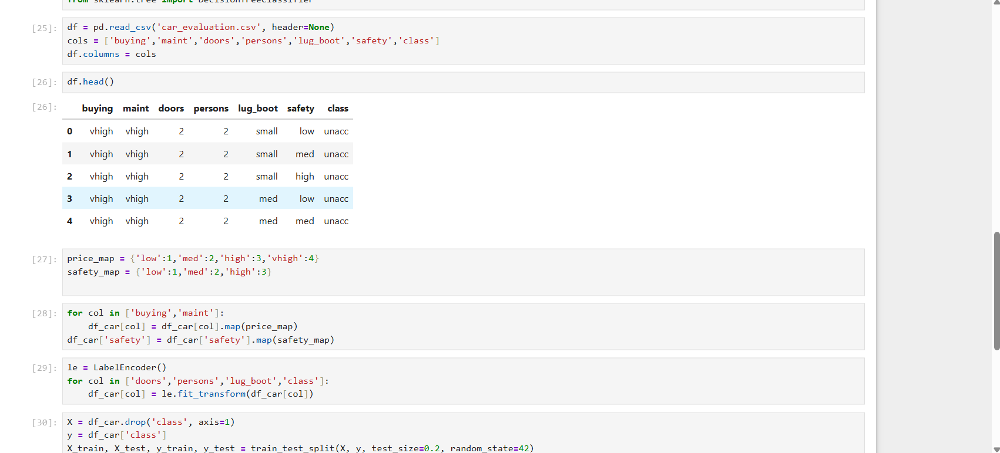 from sklearn.tree import DecisionTreeClassifier
[25]:
df = pd.read_csv('car_evaluation.csv', header=None)
cols = ['buying','maint','doors','persons','lug_boot','safety','class']
df.columns = cols
[26]:
df.head()
[26]:
buying maint doors persons lug_boot safety class
0 vhigh vhigh 2 2 small low unacc
1 vhigh vhigh 2 2 small med unacc
2 vhigh vhigh 2 2 small high unacc
3 vhigh vhigh 2 2 med low unacc
4 vhigh vhigh 2 2 med med unacc
[27]:
price_map = {'low':1,'med':2,'high':3,'vhigh':4}
safety_map = {'low':1,'med':2,'high':3}
[28]:
for col in ['buying','maint']:
    df_car[col] = df_car[col].map(price_map)
df_car['safety'] = df_car['safety'].map(safety_map)
[29]:
le = LabelEncoder()
for col in ['doors','persons','lug_boot','class']:
    df_car[col] = le.fit_transform(df_car[col])
[30]:
X = df_car.drop('class', axis=1)
y = df_car['class']
X_train, X_test, y_train, y_test = train_test_split(X, y, test_size=0.2, random_state=42)